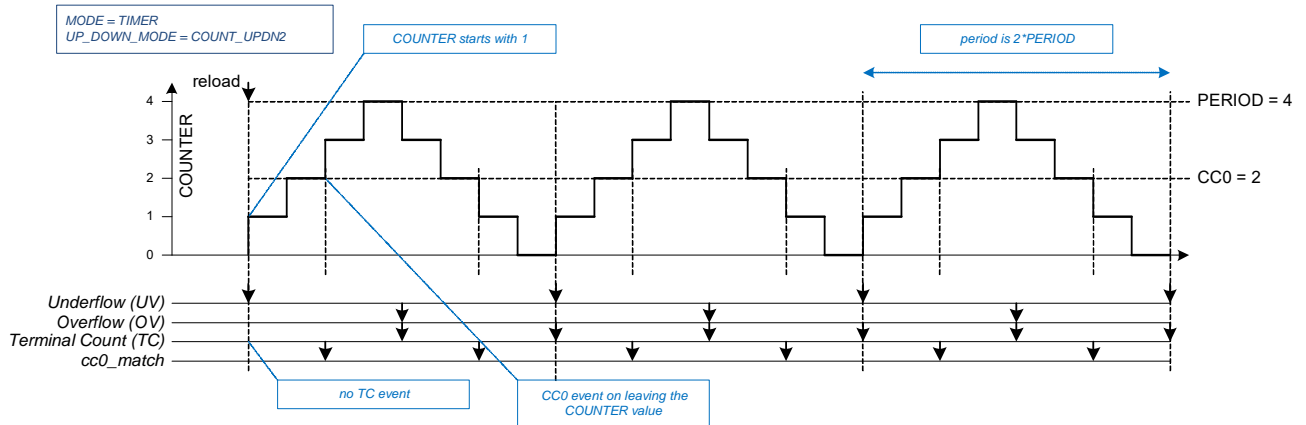 MODE = TIMER
UP_DOWN_MODE = COUNT_UPDN2
COUNTER starts with 1
period is 2*PERIOD
reload
4
PERIOD = 4
3
COUNTER
2
CC0 = 2
1
0
Underflow (UV)
Overflow (OV)
Terminal Count (TC)
cc0_match
no TC event
CC0 event on leaving the
COUNTER value